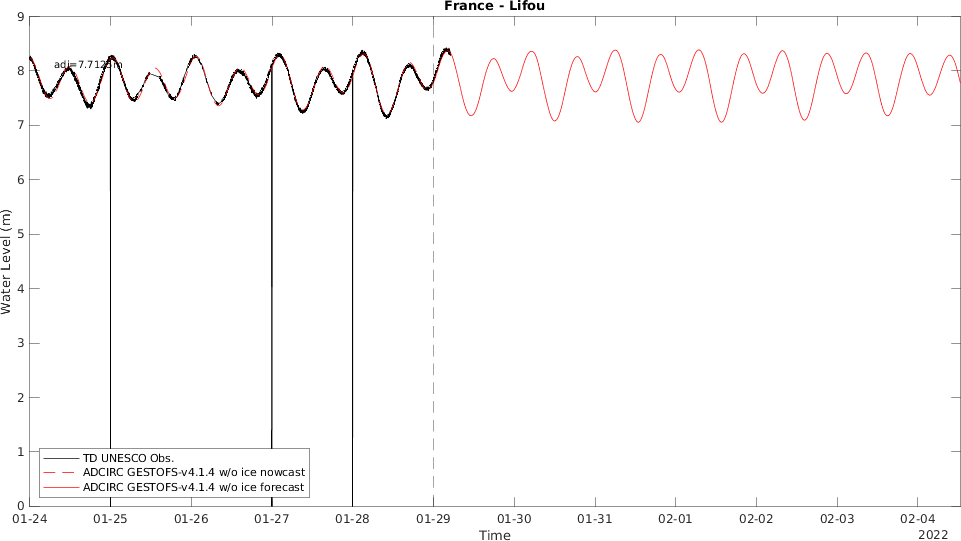 France - Lifou
9
8
7
6
5
4
3
2
1
0
Water Level (m)
adj=7.7125m
TD UNESCO Obs.
ADCIRC GESTOFS-v4.1.4 w/o ice nowcast
ADCIRC GESTOFS-v4.1.4 w/o ice forecast
01-24 01-25 01-26 01-27 01-28 01-29 01-30 01-31 02-01 02-02 02-03 02-04
Time
2022